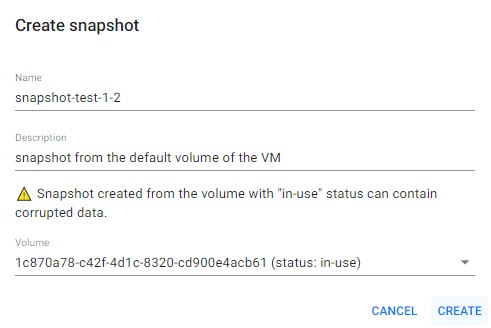 Create snapshot
Name
snapshot-test-1-2
Description
snapshot from the default volume of the VM
⚠ Snapshot created from the volume with "in-use" status can contain
corrupted data.
Volume
1c870a78-c42f-4d1c-8320-cd900e4acb61 (status: in-use)
CANCEL CREATE